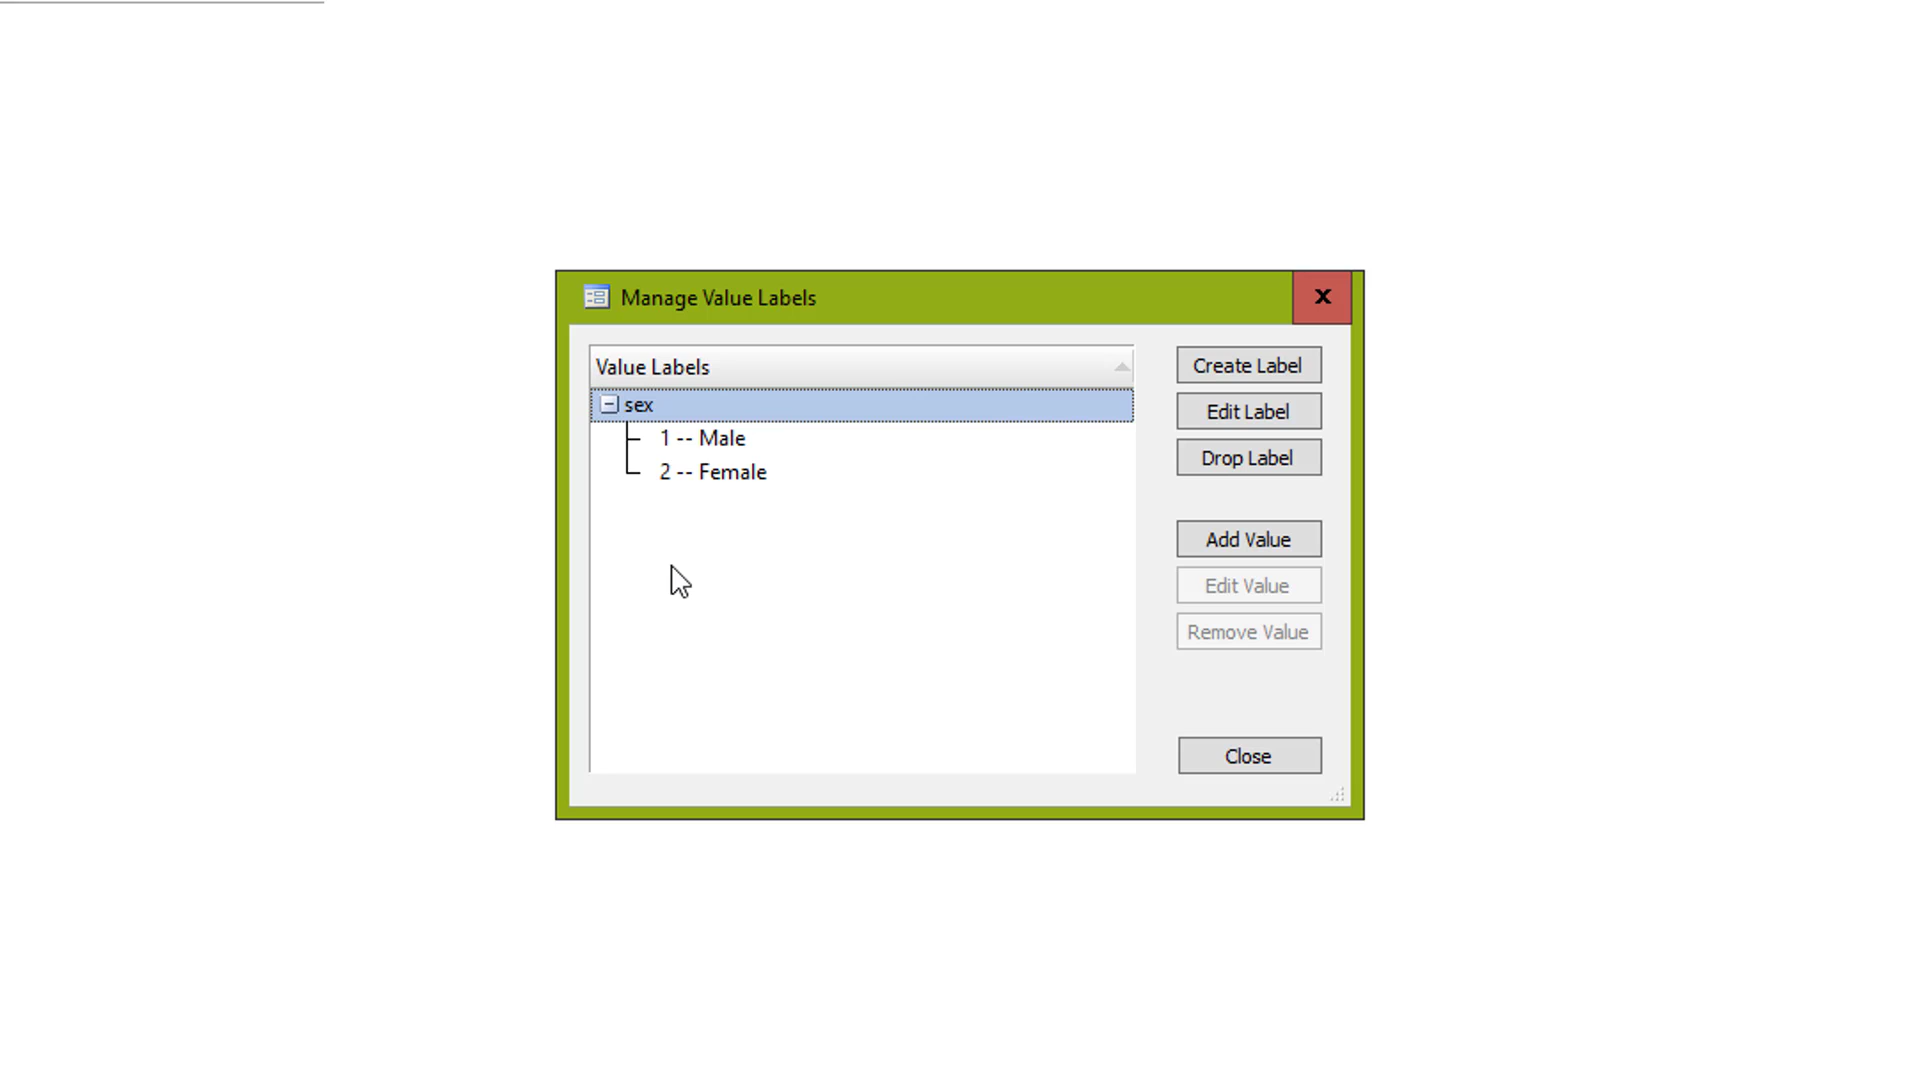 Manage Value Labels
x
Value Labels
Create Label
sex
Edit Label
1 -- Male
Drop Label
2 -- Female
Add Value
Edit Value
Remove Value
Close